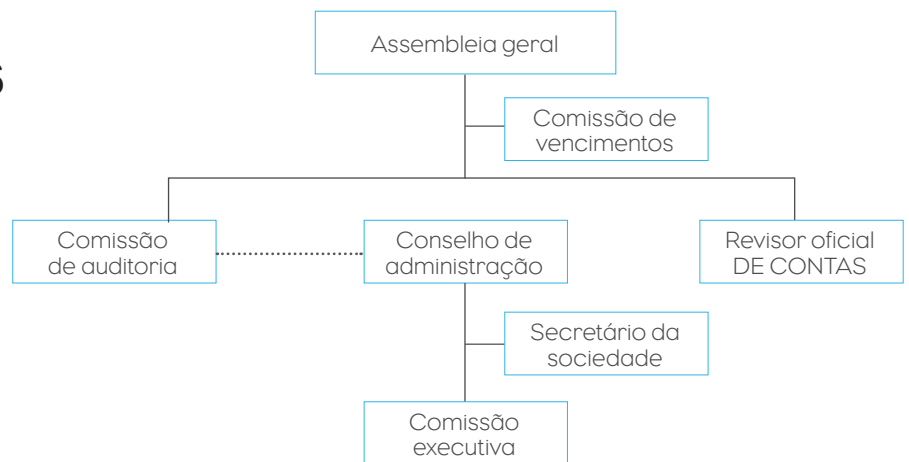 s
Assembleia geral
Comissão de
vencimentos
Comissão
de auditoria
Conselho de
administração
Revisor oficial
DE CONTAS
Secretário da
sociedade
Comissão
executiva